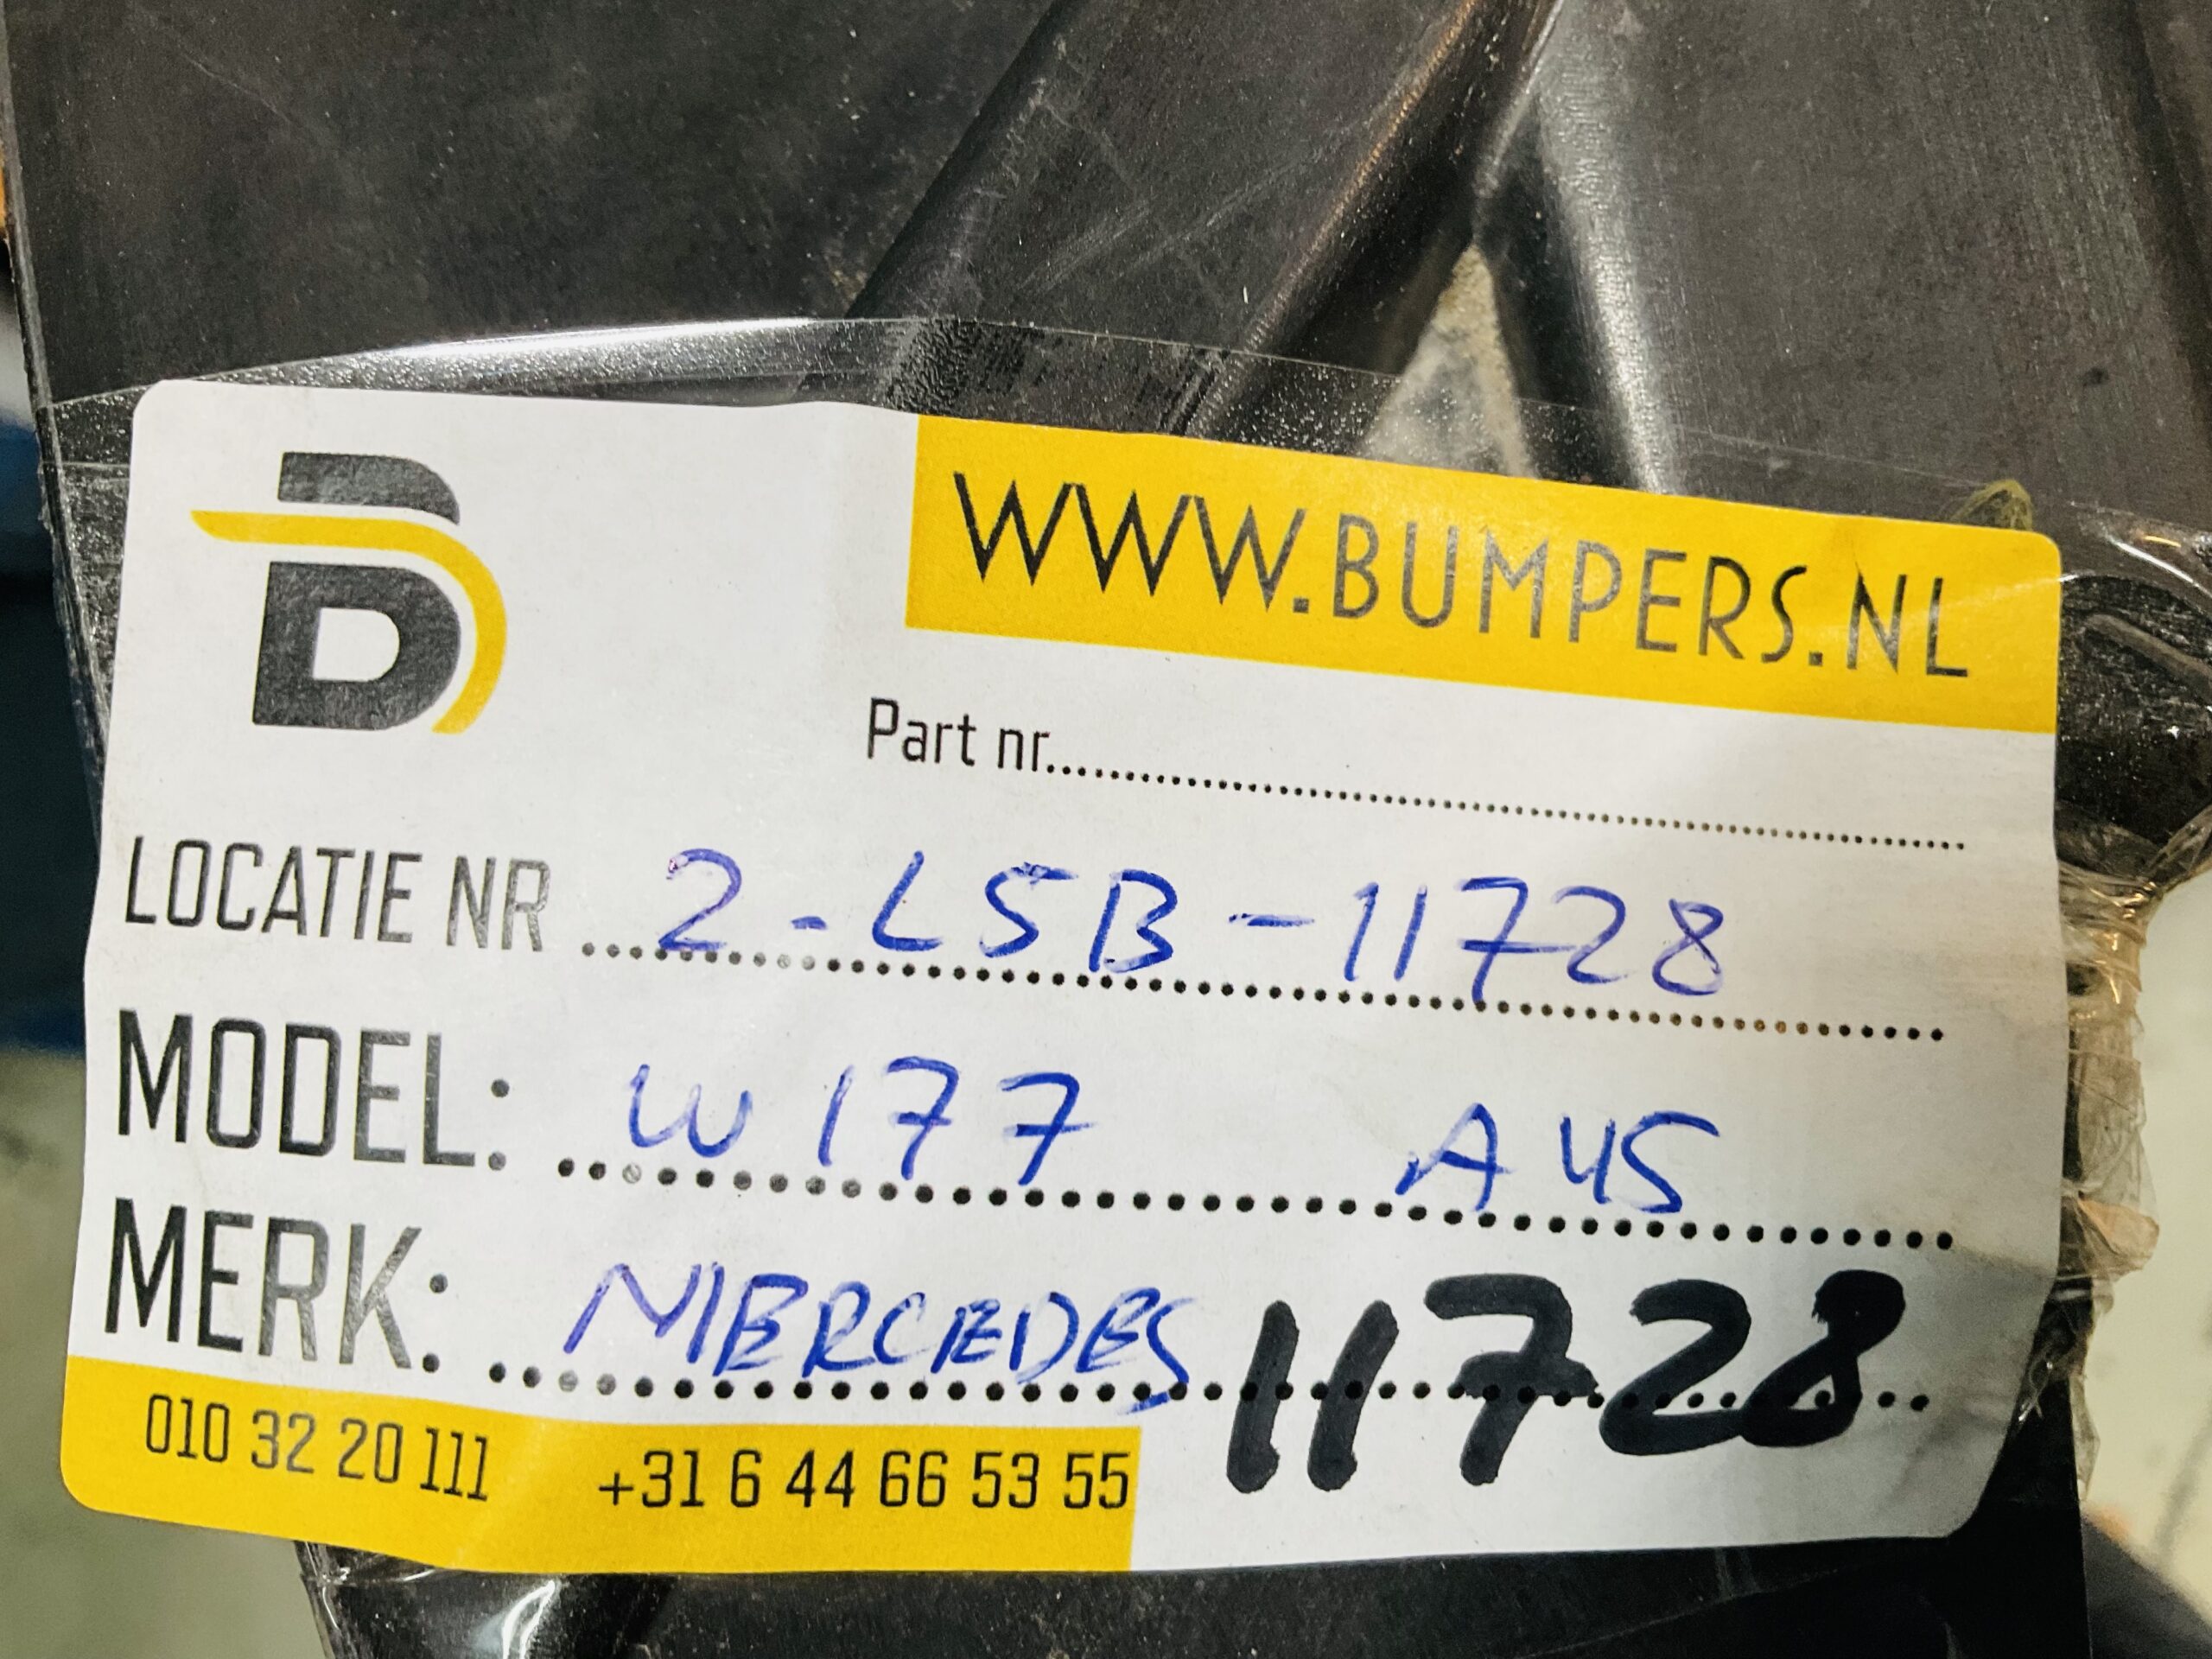 B
WWW.BUMPERS.NL
Part nr.......................................................
LOCATIE NR ...2-LSB-11728
MODEL: W177 A45
MERK: MERCEDES 11728
010 32 20 111 +31 6 44 66 53 55